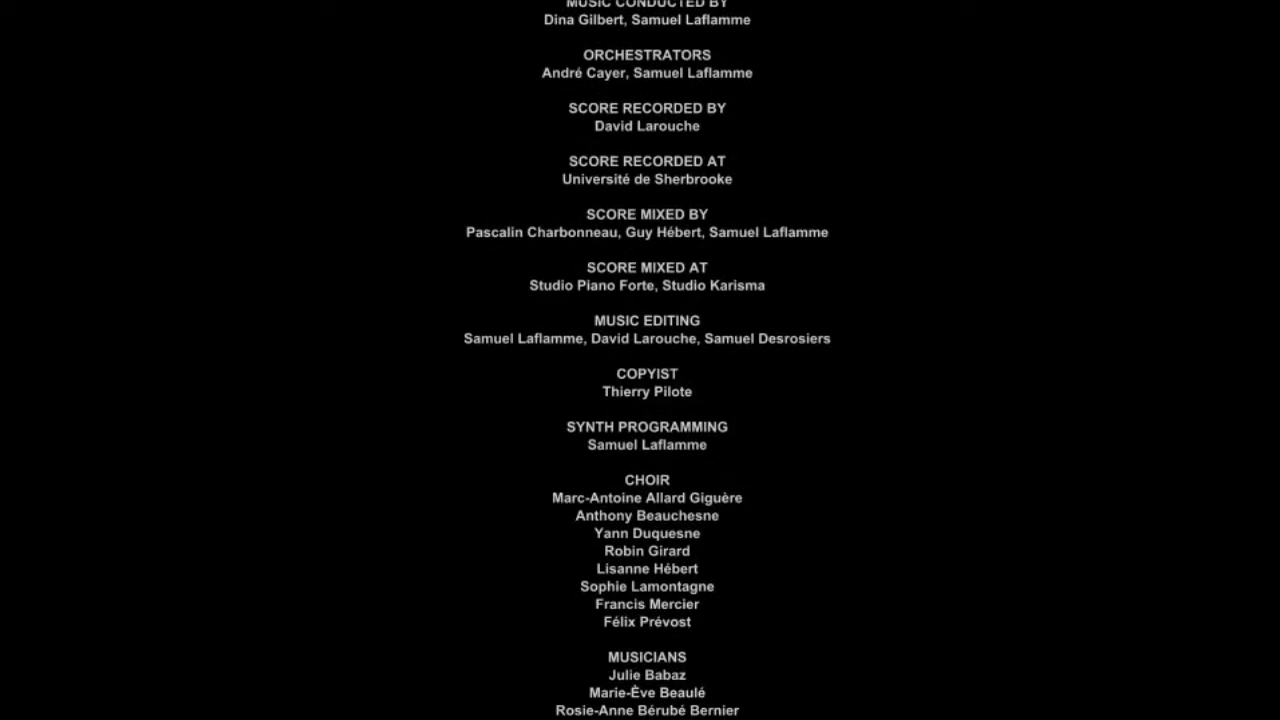 MUSIC CONDUCTED BY
Dina Gilbert, Samuel Laflamme
ORCHESTRATORS
André Cayer, Samuel Laflamme
SCORE RECORDED BY
David Larouche
SCORE RECORDED AT
Université de Sherbrooke
SCORE MIXED BY
Pascalin Charbonneau, Guy Hébert, Samuel Laflamme
SCORE MIXED AT
Studio Piano Forte, Studio Karisma
MUSIC EDITING
Samuel Laflamme, David Larouche, Samuel Desrosiers
COPYIST
Thierry Pilote
SYNTH PROGRAMMING
Samuel Laflamme
CHOIR
Marc-Antoine Allard Giguère
Anthony Beauchesne
Yann Duquesne
Robin Girard
Lisanne Hébert
Sophie Lamontagne
Francis Mercier
Félix Prévost
MUSICIANS
Julie Babaz
Marie-Ève Beaulé
Rosie-Anne Bérubé Bernier